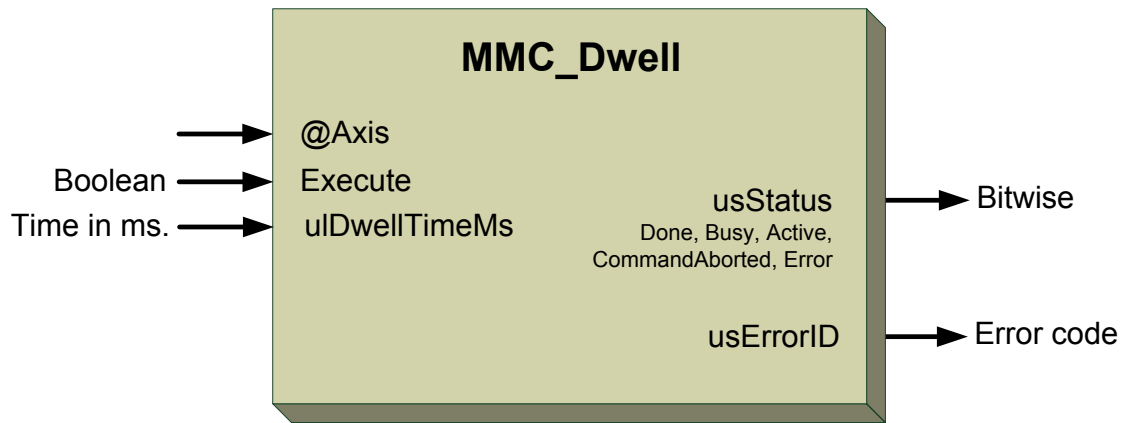 MMC_Dwell
@Axis
Boolean
Execute
Time in ms.
ulDwellTimeMs
usStatus
Bitwise
Done, Busy, Active,
CommandAborted, Error
usErrorID
Error code